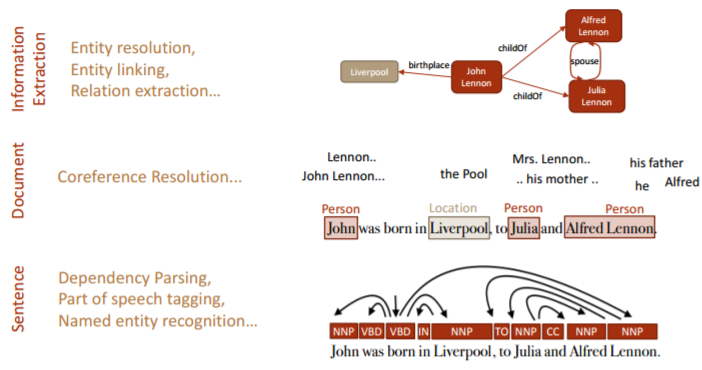 Information
Extraction
Entity resolution,
Entity linking,
Relation extraction...
Liverpool
birthplace
John
Lennon
childOf
childOf
Alfred
Lennon
spouse
Julia
Lennon
Document
Coreference Resolution...
Lennon..
John Lennon...
the Pool
Mrs. Lennon..
.. his mother ..
his father
he Alfred
Person Location Person Person
John was born in Liverpool, to Julia and Alfred Lennon.
Sentence
Dependency Parsing,
Part of speech tagging,
Named entity recognition...
NNP VBD VBD IN NNP TO NNP CC NNP NNP
John was born in Liverpool, to Julia and Alfred Lennon.